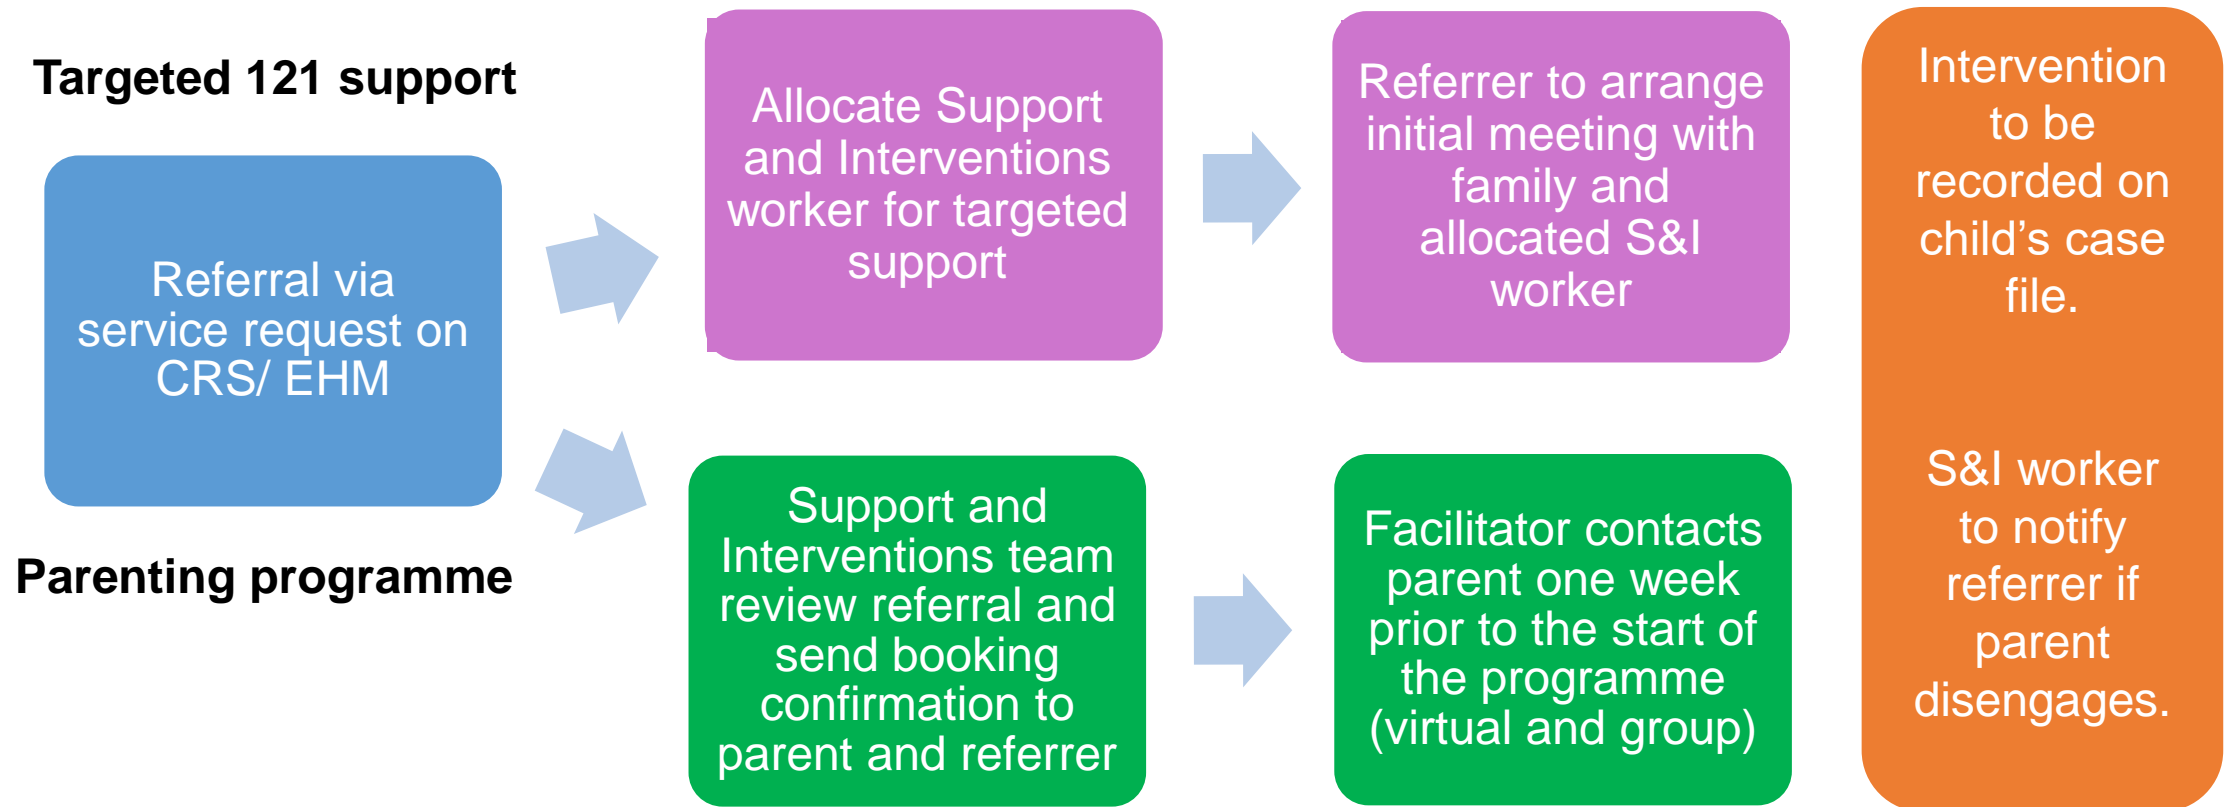 Targeted 121 support
Referral via
service request on
CRS/ EHM
Parenting programme
Allocate Support
and Interventions
worker for targeted
support
Referrer to arrange
initial meeting with
family and
allocated S&I
worker
Support and
Interventions team
review referral and
send booking
confirmation to
parent and referrer
Facilitator contacts
parent one week
prior to the start of
the programme
(virtual and group)
Intervention
to be
recorded on
child’s case
file.
S&I worker
to notify
referrer if
parent
disengages.